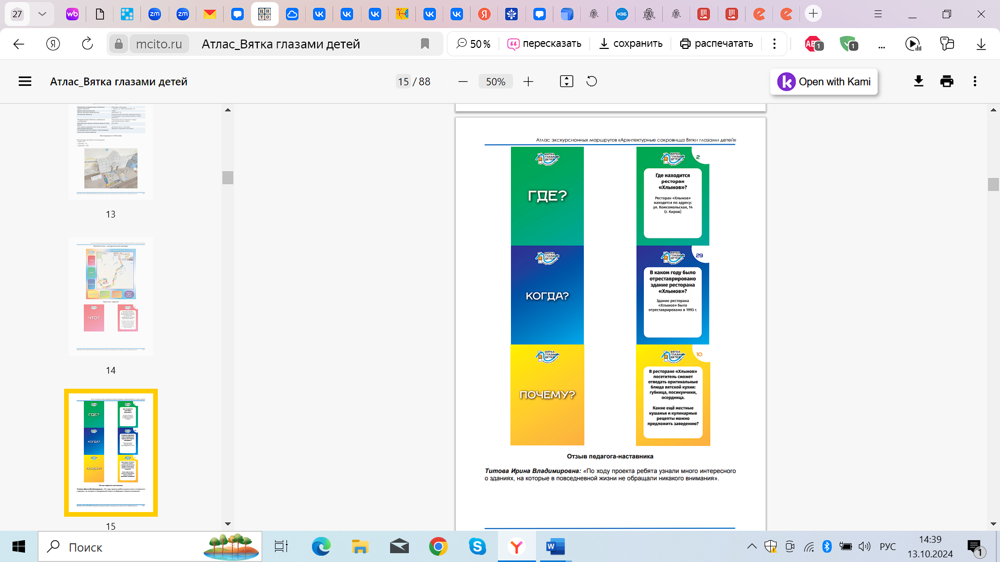 27
Атлас_Вятка глазами детей
mcito.ru
50 %
пересказать
сохранить
распечатать
1
1
...
Атлас_Вятка глазами детей
15 / 88
50%
Open with Kami
13
ЧТО?
14
ГДЕ?
КОГДА?
ПОЧЕМУ?
15
Атлас экскурсионных маршрутов «Архитектурные сокровища Вятки глазами детей»
ВЯТКА
ГЛАЗАМИ
ДЕТЕЙ
ГДЕ?
ВЯТКА
ГЛАЗАМИ
ДЕТЕЙ
2
Где находится
ресторан
«Хлынов»?
Ресторан «Хлынов»
находится по адресу:
ул. Комсомольская, 14
(г. Киров)
ВЯТКА
ГЛАЗАМИ
ДЕТЕЙ
КОГДА?
ВЯТКА
ГЛАЗАМИ
ДЕТЕЙ
29
В каком году было
отреставрировано
здание ресторана
«Хлынов»?
Здание ресторана
«Хлынов» было
отреставрировано в 1993 г.
ВЯТКА
ГЛАЗАМИ
ДЕТЕЙ
ПОЧЕМУ?
ВЯТКА
ГЛАЗАМИ
ДЕТЕЙ
10
В ресторане «Хлынов»
посетитель сможет
отведать оригинальные
блюда вятской кухни:
губница, посикунчики,
осердница.
Какие ещё местные
кушанья и кулинарные
рецепты можно
предложить заведению?
Отзыв педагога-наставника
Титова Ирина Владимировна: «По ходу проекта ребята узнали много интересного
о зданиях, на которые в повседневной жизни не обращали никакого внимания».
Поиск
РУС
14:39
13.10.2024
1